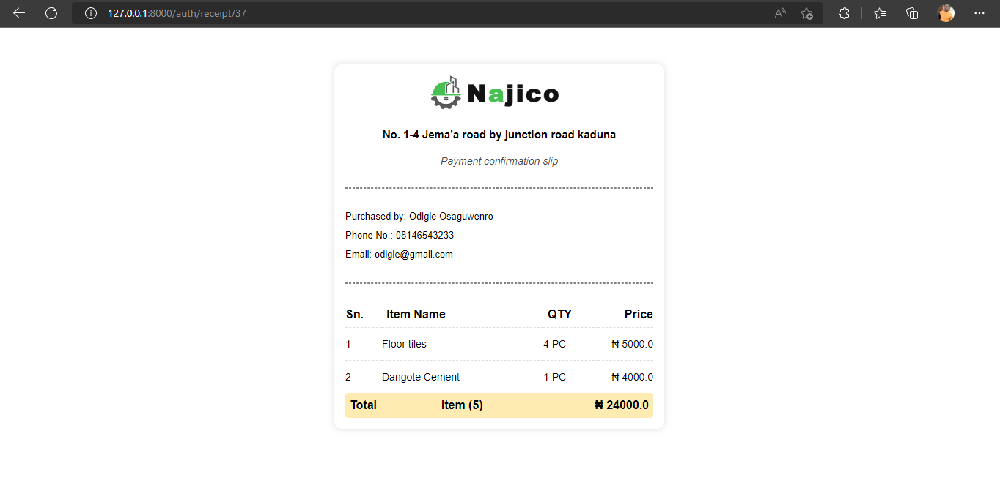 127.0.0.1:8000/auth/receipt/37
Najico
No. 1-4 Jema'a road by junction road kaduna
Payment confirmation slip
Purchased by: Odigie Osaguwenro
Phone No.: 08146543233
Email: odigie@gmail.com
Sn. Item Name QTY Price
1 Floor tiles 4 PC ₦ 5000.0
2 Dangote Cement 1 PC ₦ 4000.0
Total Item (5) ₦ 24000.0